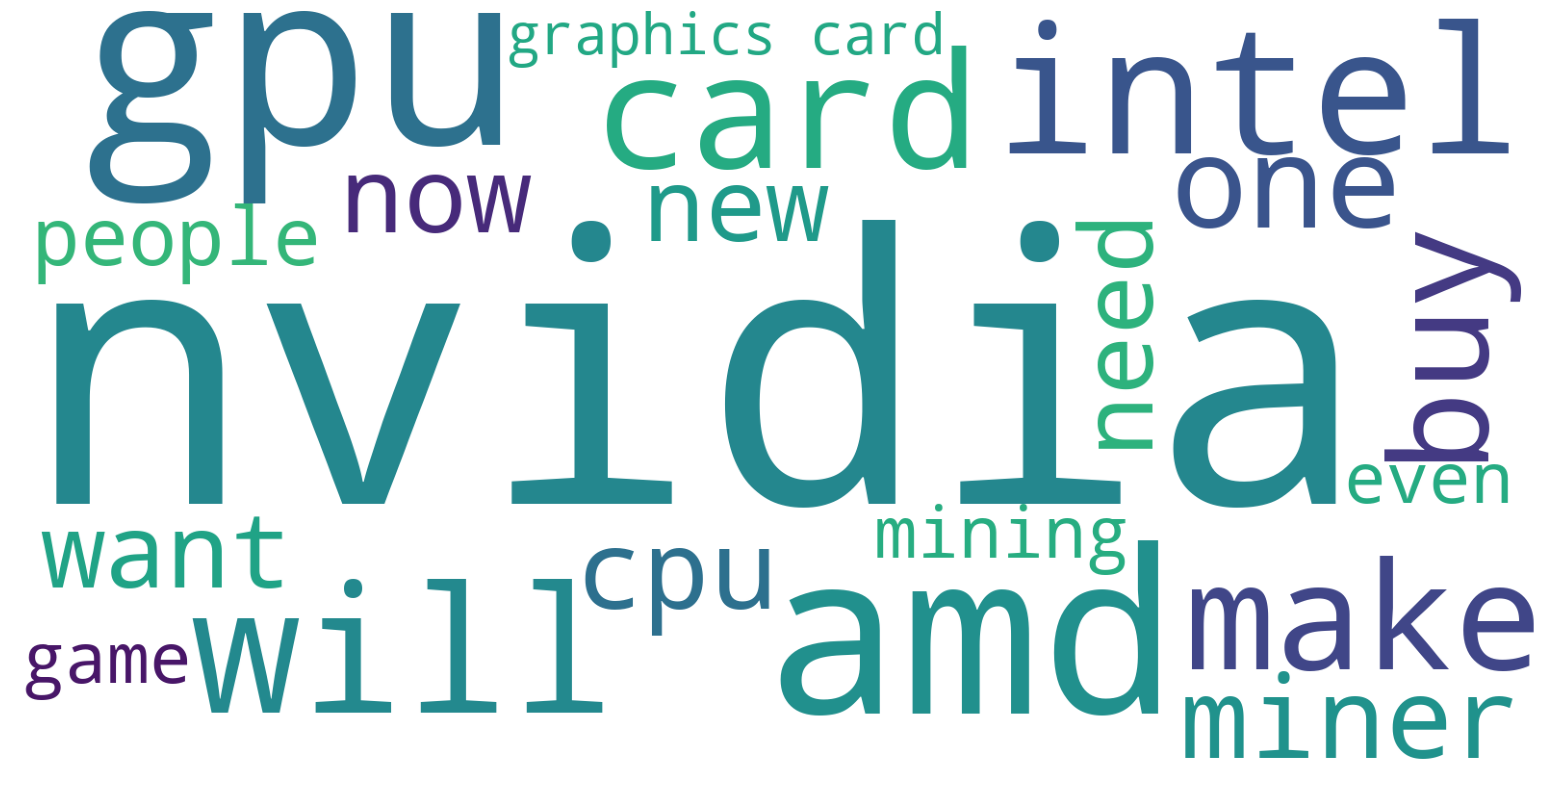 gpu
graphics card
card
intel
now
new
one
people
nvidia
need
buy
even
want
cpu
mining
will
amd
make
game
miner